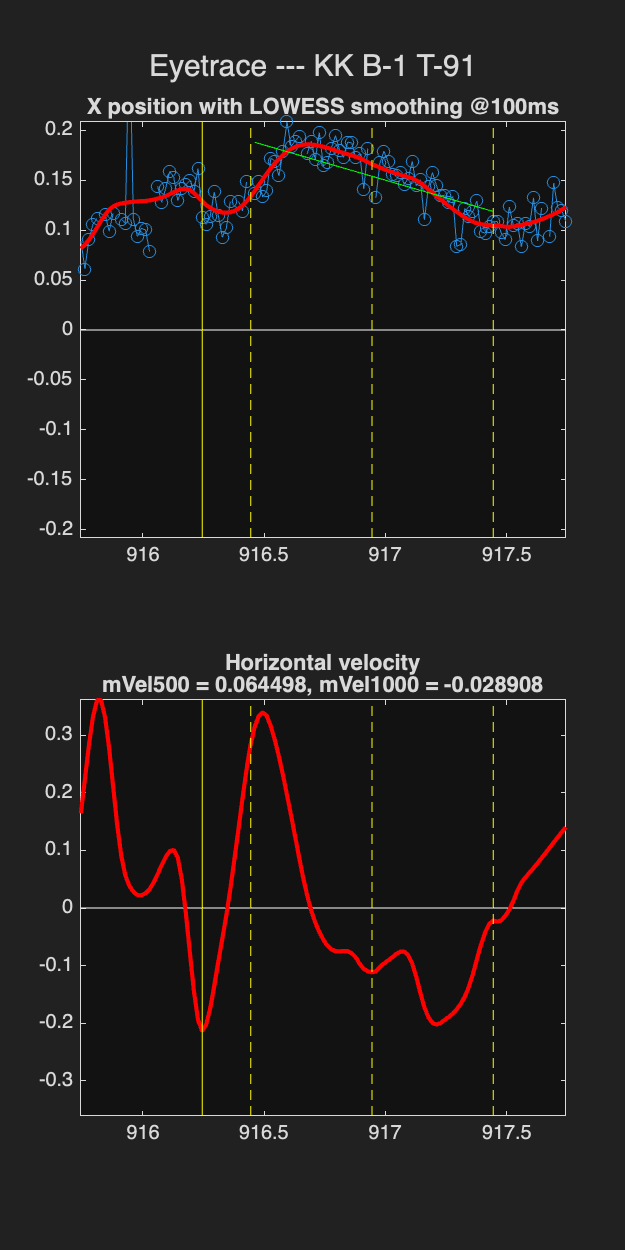 Eyetrace --- KK B-1 T-91
X position with LOWESS smoothing @100ms
0.2
0.15
0.1
0.05
0
-0.05
-0.1
-0.15
-0.2
916 916.5 917 917.5
Horizontal velocity
mVel500 = 0.064498, mVel1000 = -0.028908
0.3
0.2
0.1
0
-0.1
-0.2
-0.3
916 916.5 917 917.5